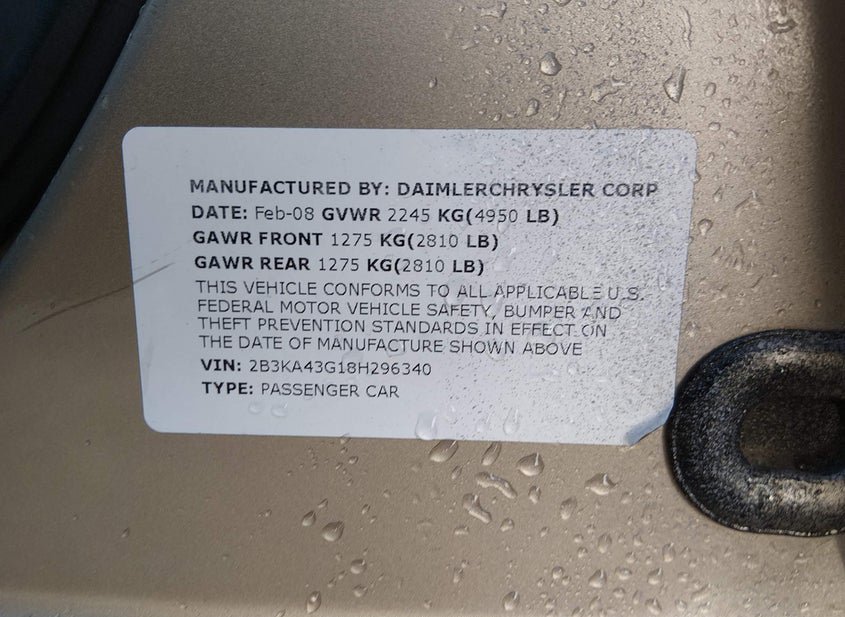 MANUFACTURED BY: DAIMLERCHRYSLER CORP
DATE: Feb-08 GVWR 2245 KG(4950 LB)
GAWR FRONT 1275 KG(2810 LB)
GAWR REAR 1275 KG(2810 LB)
THIS VEHICLE CONFORMS TO ALL APPLICABLE U.S.
FEDERAL MOTOR VEHICLE SAFETY, BUMPER AND
THEFT PREVENTION STANDARDS IN EFFECT ON
THE DATE OF MANUFACTURE SHOWN ABOVE
VIN: 2B3KA43G18H296340
TYPE: PASSENGER CAR